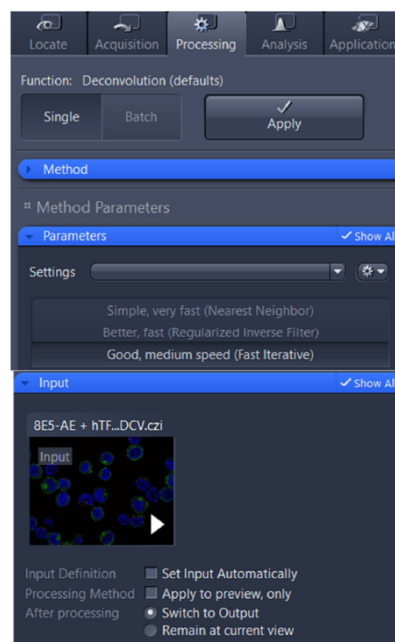 Locate Acquisition Processing Analysis Application
Function: Deconvolution (defaults)
Single Batch Apply
Method
Method Parameters
Parameters Show All
Settings
Simple, very fast (Nearest Neighbor)
Better, fast (Regularized Inverse Filter)
Good, medium speed (Fast Iterative)
Input Show All
8E5-AE + hTF...DCV.czi
Input
Input Definition Set Input Automatically
Processing Method Apply to preview, only
After processing Switch to Output
Remain at current view